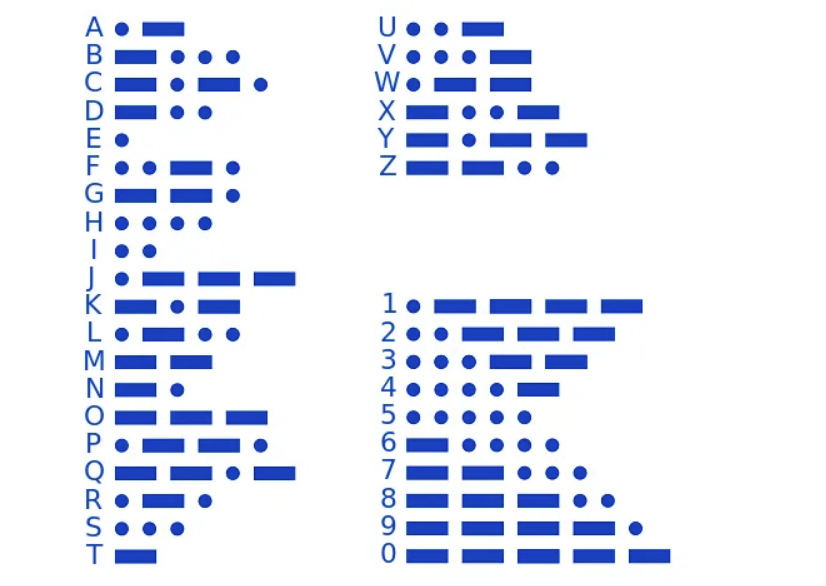 A • −
B − • • •
C − • − •
D − • •
E •
F • • − •
G − − •
H • • • •
I • •
J • − − −
K − • −
L • − • •
M − −
N − •
O − − −
P • − − •
Q − − • −
R • − •
S • • •
T −
U • • −
V • • • −
W • − −
X − • • −
Y − • − −
Z − − • •
1 • − − − −
2 • • − − −
3 • • • − −
4 • • • • −
5 • • • • •
6 − • • • •
7 − − • • •
8 − − − • •
9 − − − − •
0 − − − − −